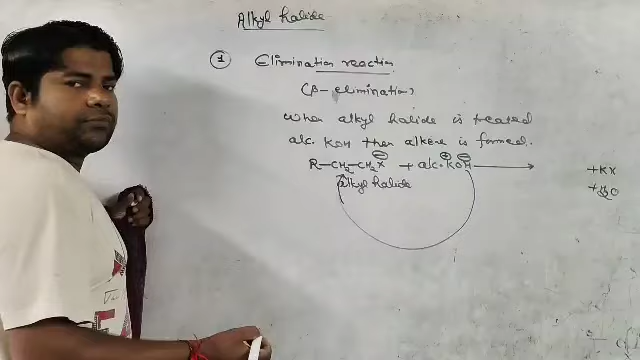 Alkyl halide
1 Elimination reaction
(β-elimination)
When alkyl halide is treated
alc. KOH then alkene is formed.
R-CH2-CH2X⊖ + alc. K⊕OH⊖ → +KX
alkyl halide +H2O